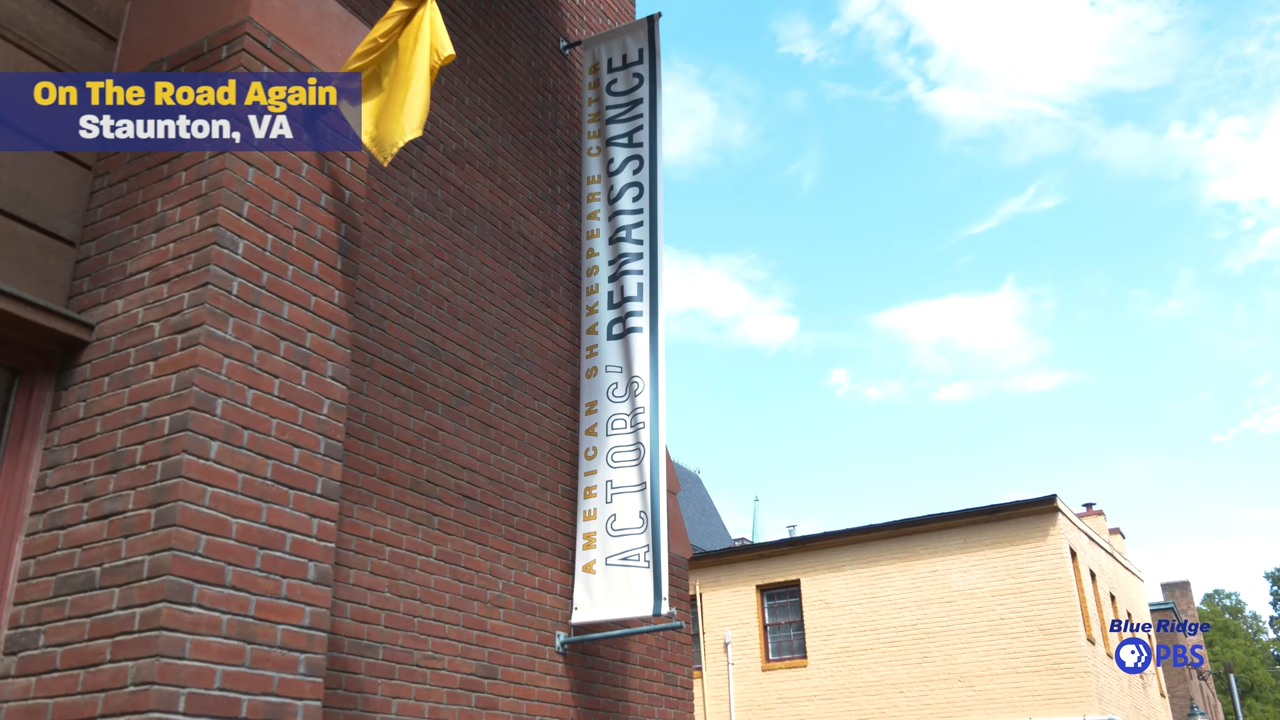 On The Road Again
Staunton, VA
AMERICAN SHAKESPEARE CENTER
ACTORS' RENAISSANCE
Blue Ridge
PBS